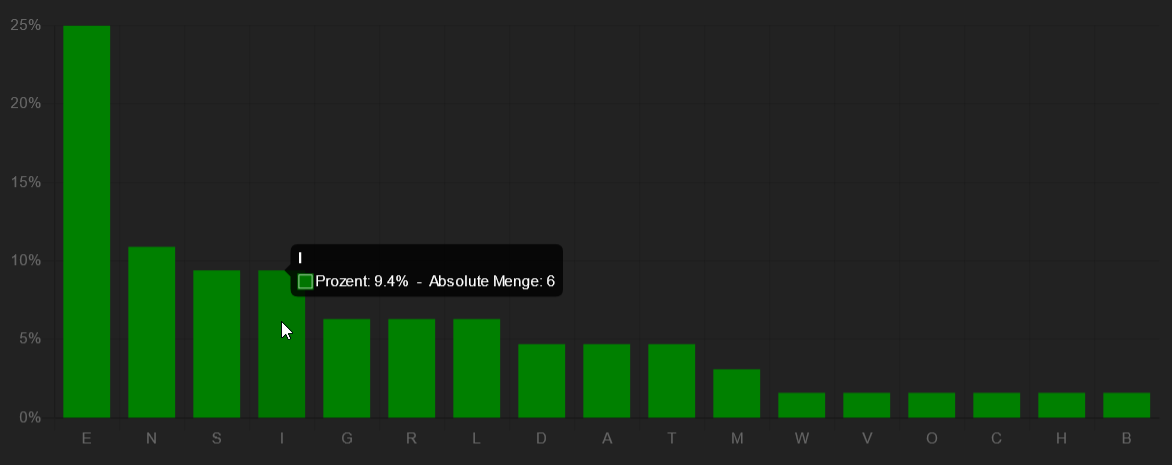 25%
20%
15%
10%
5%
0%
I
Prozent: 9.4% - Absolute Menge: 6
E N S I G R L D A T M W V O C H B